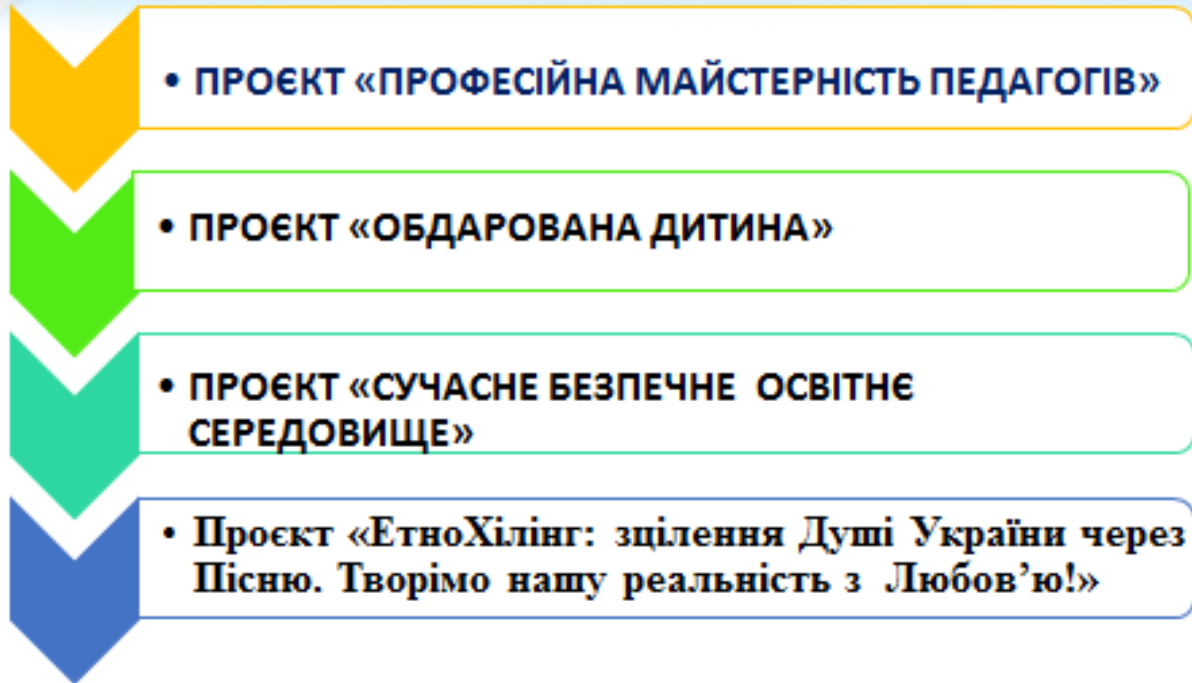 • ПРОЄКТ «ПРОФЕСІЙНА МАЙСТЕРНІСТЬ ПЕДАГОГІВ»
• ПРОЄКТ «ОБДАРОВАНА ДИТИНА»
• ПРОЄКТ «СУЧАСНЕ БЕЗПЕЧНЕ ОСВІТНЄ
СЕРЕДОВИЩЕ»
• Проєкт «ЕтноХілінг: зцілення Душі України через
Пісню. Творімо нашу реальність з Любов’ю!»